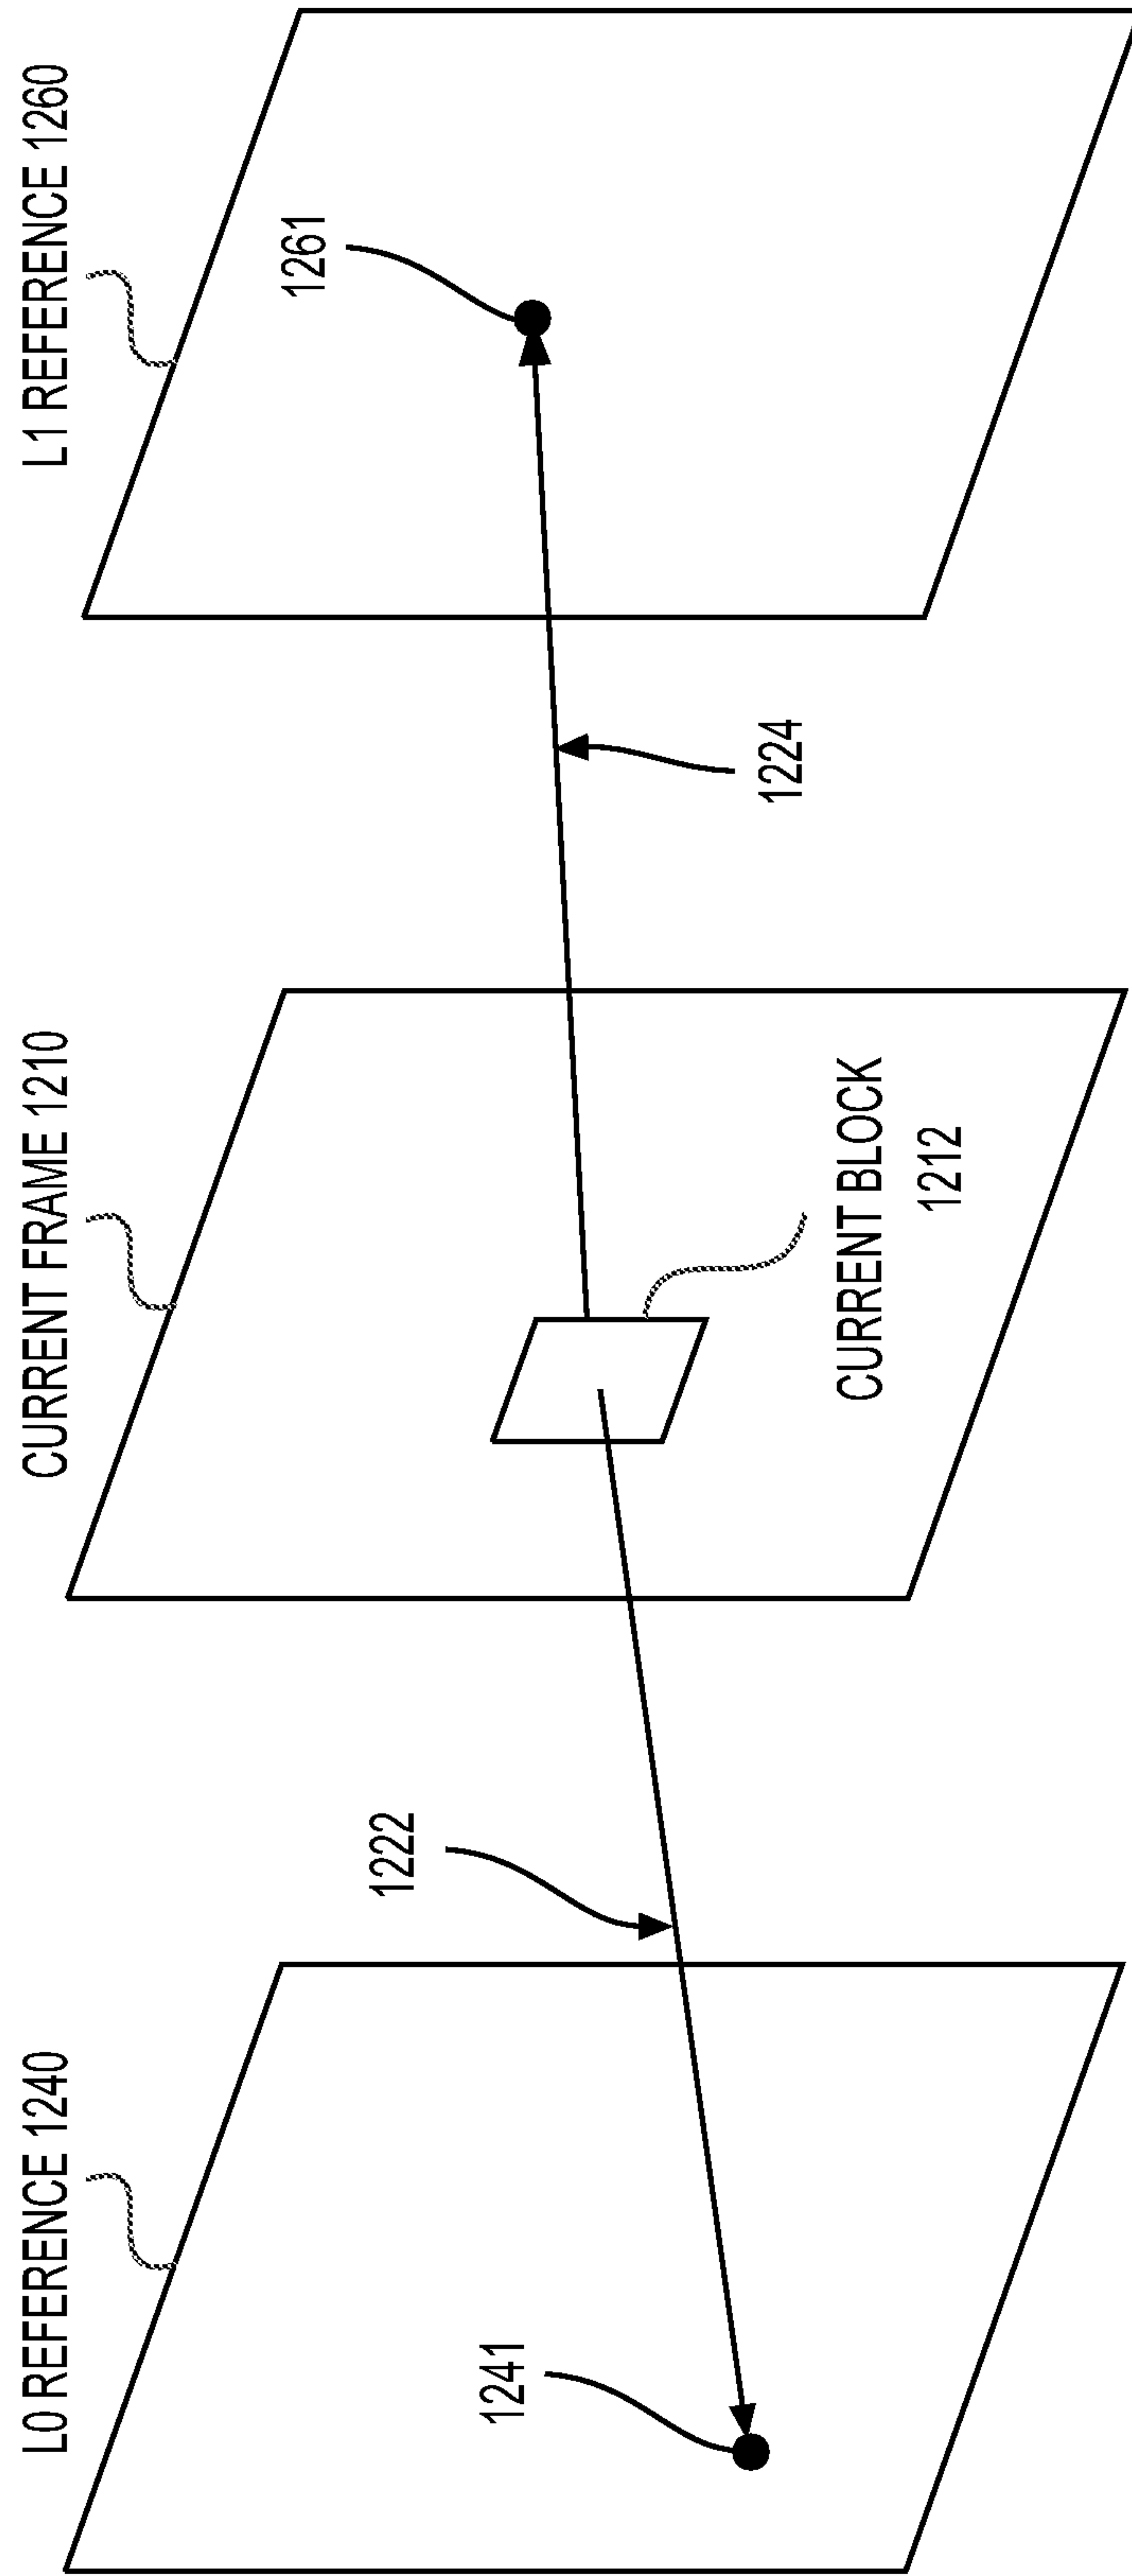 L0 REFERENCE 1240
CURRENT FRAME 1210
L1 REFERENCE 1260
1241
1222
1261
1224
CURRENT BLOCK
1212